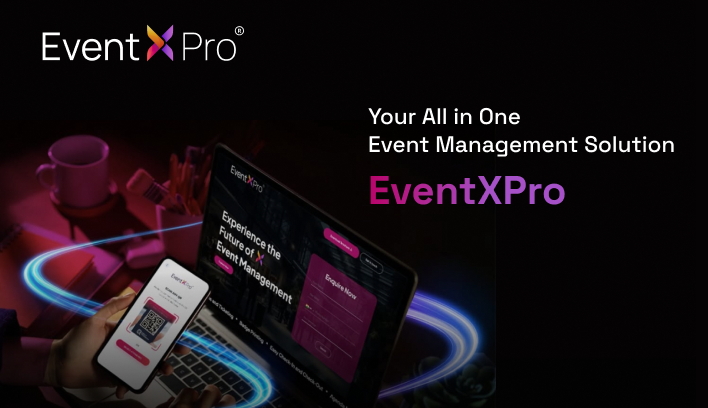 EventXPro®
Your All in One
Event Management Solution
EventXPro
EventXPro
Experience the
Future of X
Event Management
Enquire Now
EventXPro